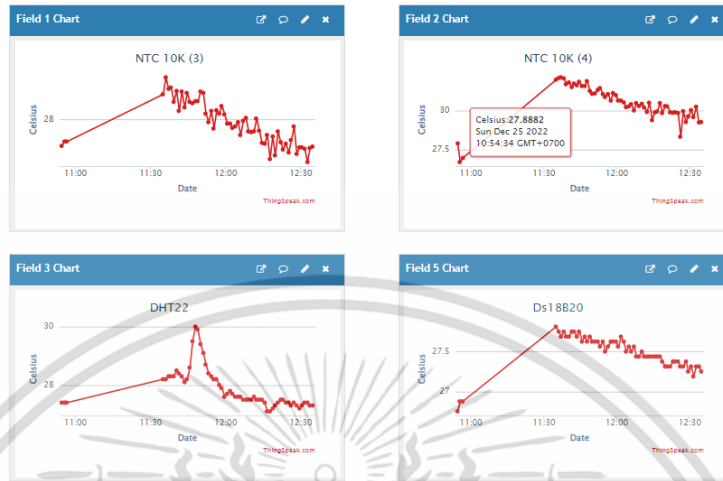 Field 1 Chart
NTC 10K (3)
Celsius
28
11:00 11:30 12:00 12:30
Date
ThingSpeak.com
Field 2 Chart
NTC 10K (4)
Celsius
30
27.5
Celsius:27.8882
Sun Dec 25 2022
10:54:34 GMT+0700
11:00 11:30 12:00 12:30
Date
ThingSpeak.com
Field 3 Chart
DHT22
Celsius
30
28
11:00 11:30 12:00 12:30
Date
ThingSpeak.com
Field 5 Chart
Ds18B20
Celsius
27.5
27
11:00 11:30 12:00 12:30
Date
ThingSpeak.com